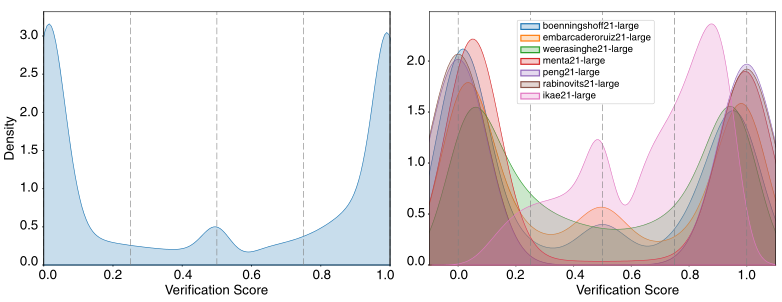 Density
3.0
2.5
2.0
1.5
1.0
0.5
0.0
0.0 0.2 0.4 0.6 0.8 1.0
Verification Score
boenningshoff21-large
embarcaderoruiz21-large
weerasinghe21-large
menta21-large
peng21-large
rabinovits21-large
ikae21-large
2.0
1.5
1.0
0.5
0.0
0.0 0.2 0.4 0.6 0.8 1.0
Verification Score